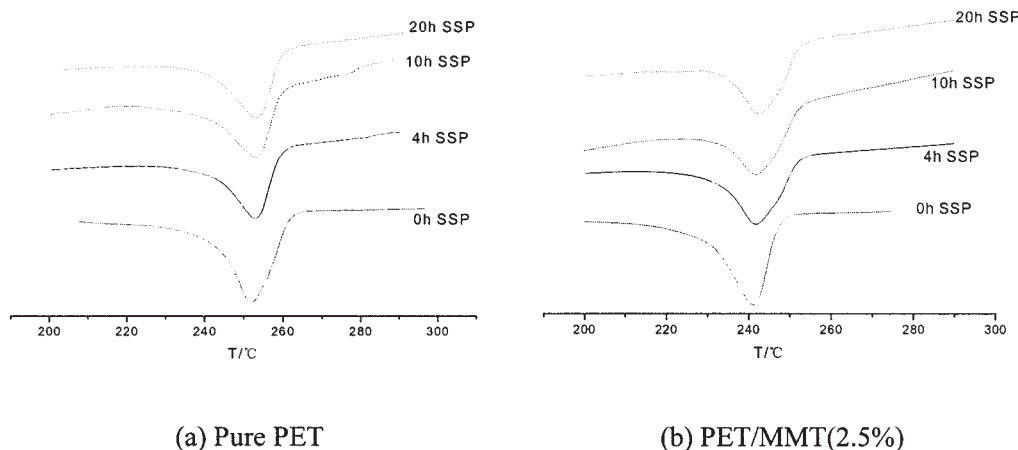 20h SSP
10h SSP
4h SSP
0h SSP
200 220 240 260 280 300
T/℃
(a) Pure PET
20h SSP
10h SSP
4h SSP
0h SSP
200 220 240 260 280 300
T/℃
(b) PET/MMT(2.5%)